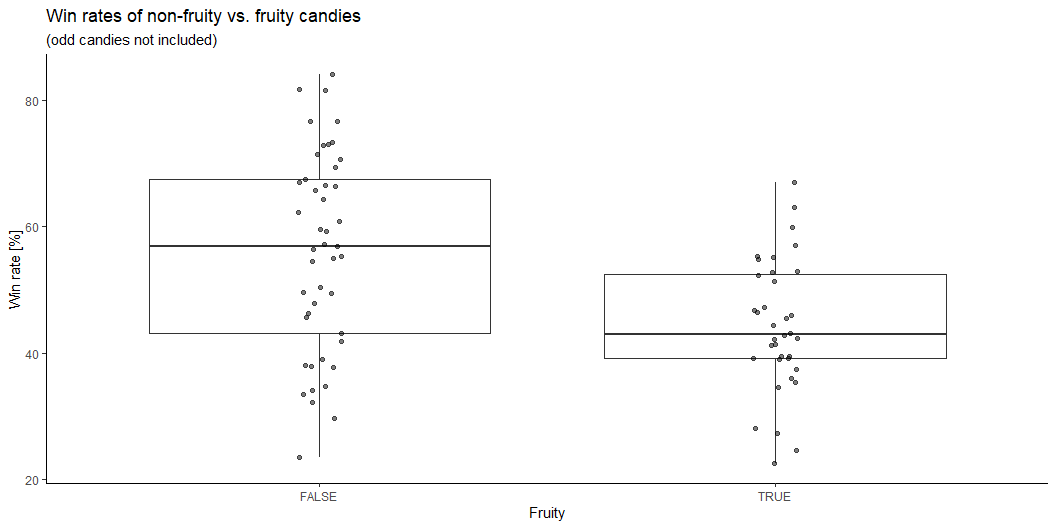 Win rates of non-fruity vs. fruity candies
(odd candies not included)
Win rate [%]
80
60
40
20
FALSE
TRUE
Fruity